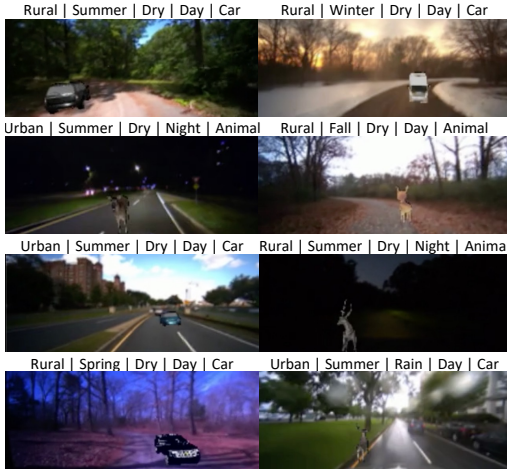 Rural | Summer | Dry | Day | Car
Rural | Winter | Dry | Day | Car
Urban | Summer | Dry | Night | Animal
Rural | Fall | Dry | Day | Animal
Urban | Summer | Dry | Day | Car
Rural | Summer | Dry | Night | Anima
Rural | Spring | Dry | Day | Car
Urban | Summer | Rain | Day | Car